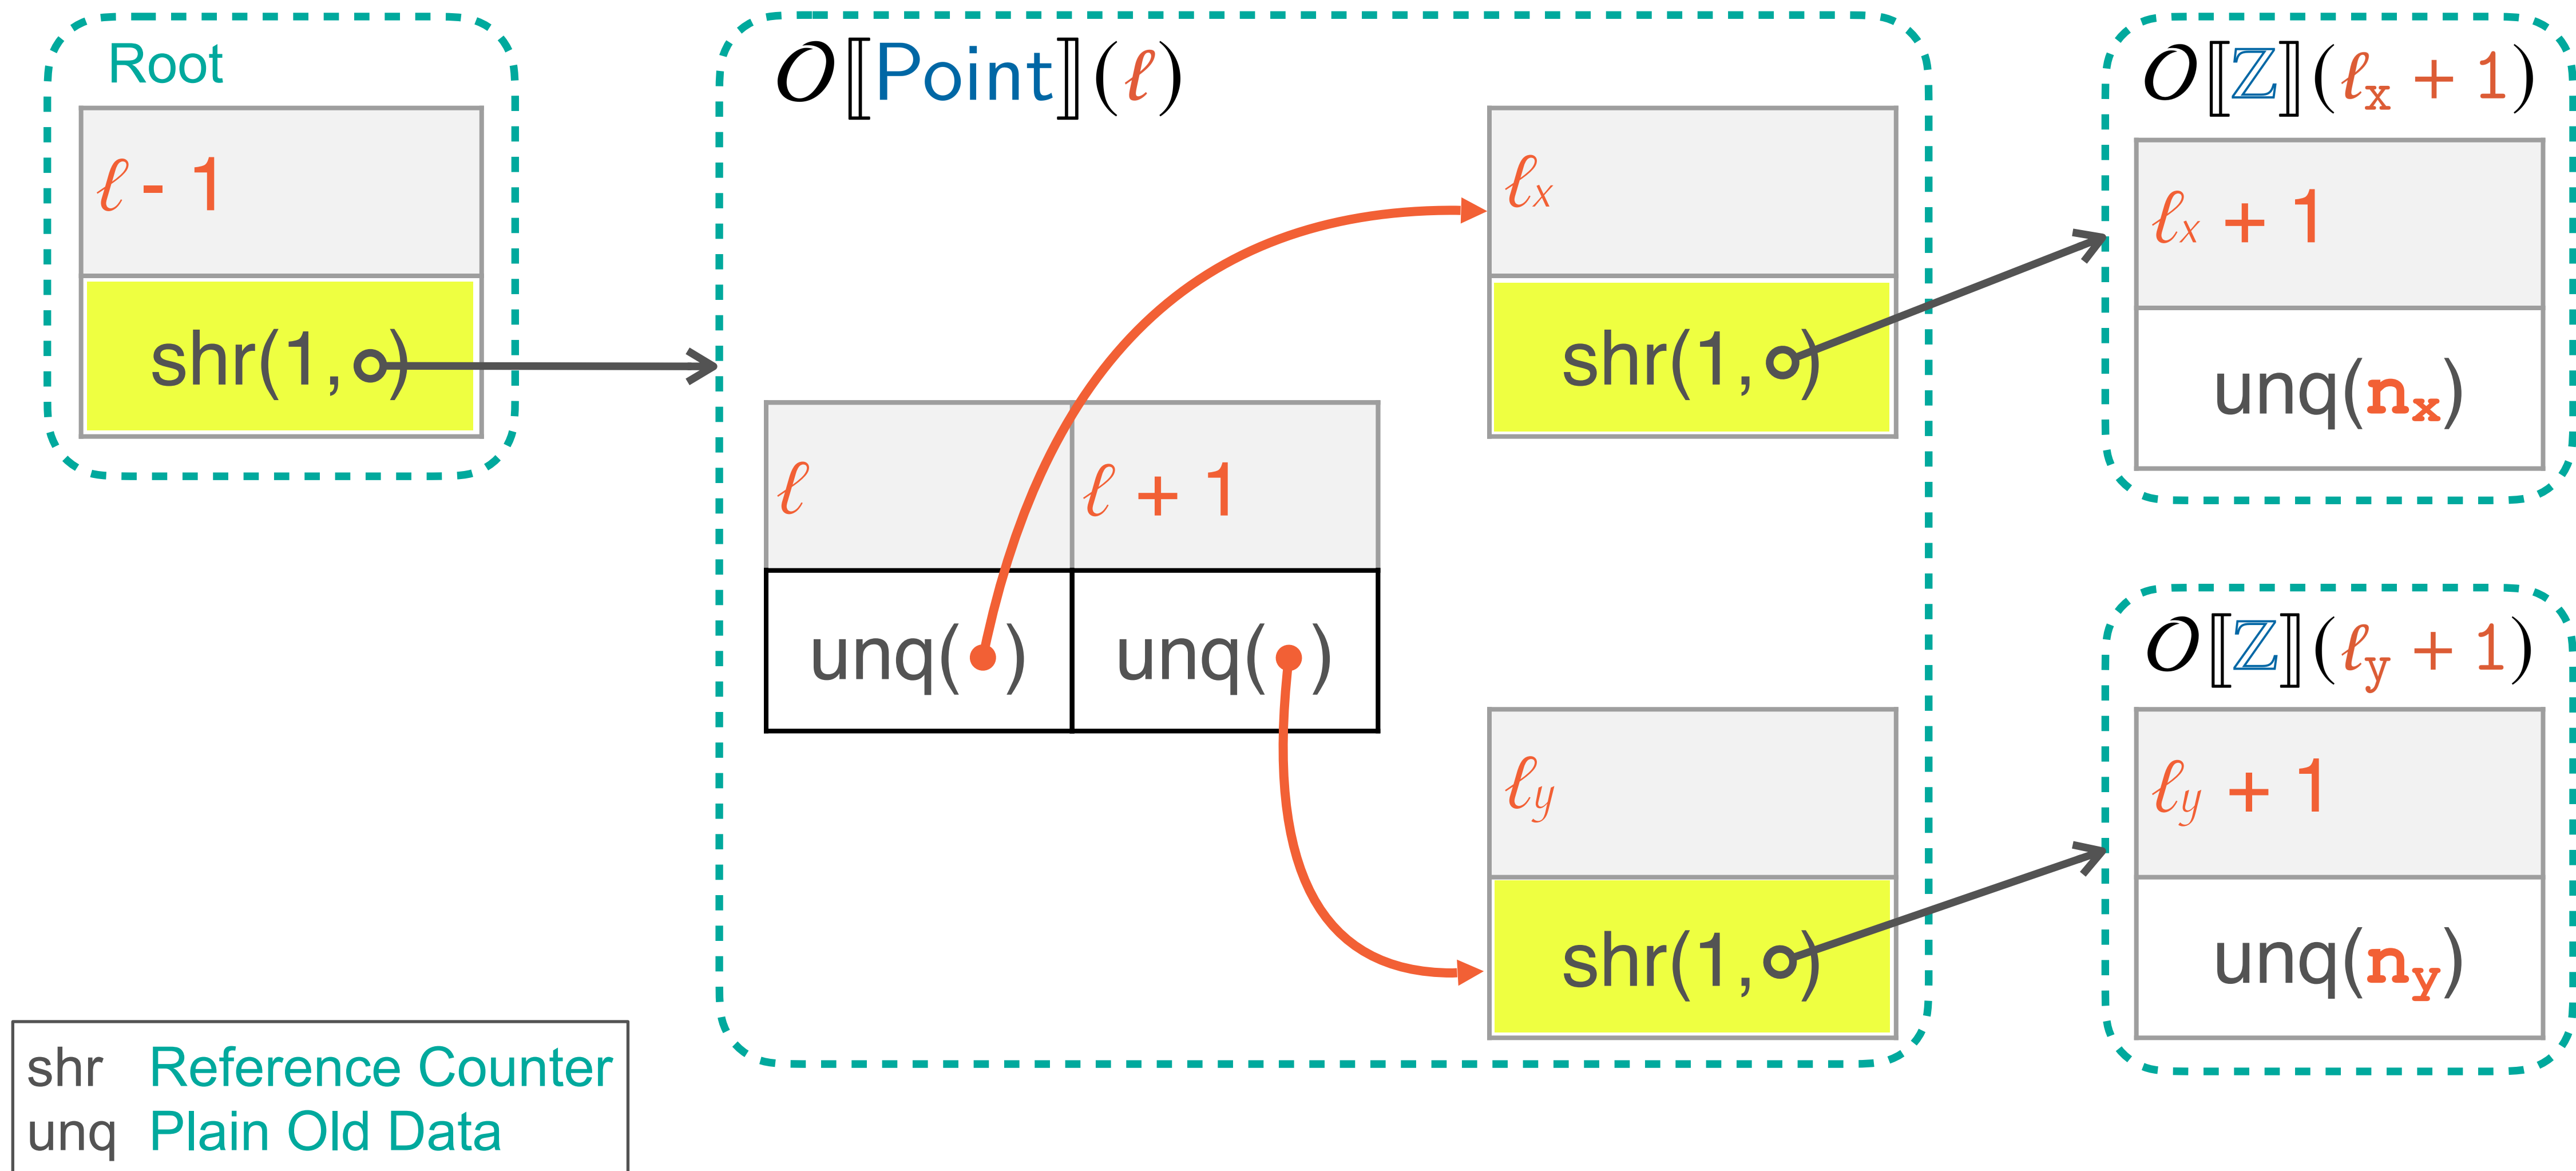 Root
ℓ - 1
shr(1, )
𝒪⟦Point⟧(ℓ)
ℓ
ℓ + 1
unq( )
unq( )
ℓx
shr(1, )
ℓy
shr(1, )
𝒪⟦ℤ⟧(ℓx + 1)
ℓx + 1
unq(nx)
𝒪⟦ℤ⟧(ℓy + 1)
ℓy + 1
unq(ny)
shr Reference Counter
unq Plain Old Data